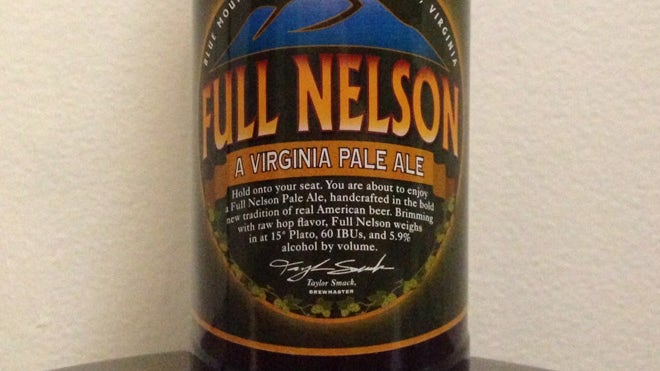 BLUE
VIRGINIA
FULL NELSON
A VIRGINIA PALE ALE
Hold onto your seat. You are about to enjoy
a Full Nelson Pale Ale, handcrafted in the bold
new tradition of real American beer. Brimming
with raw hop flavor, Full Nelson weighs
in at 15° Plato, 60 IBUs, and 5.9%
alcohol by volume.
Taylor Smack
Taylor Smack,
BREWMASTER